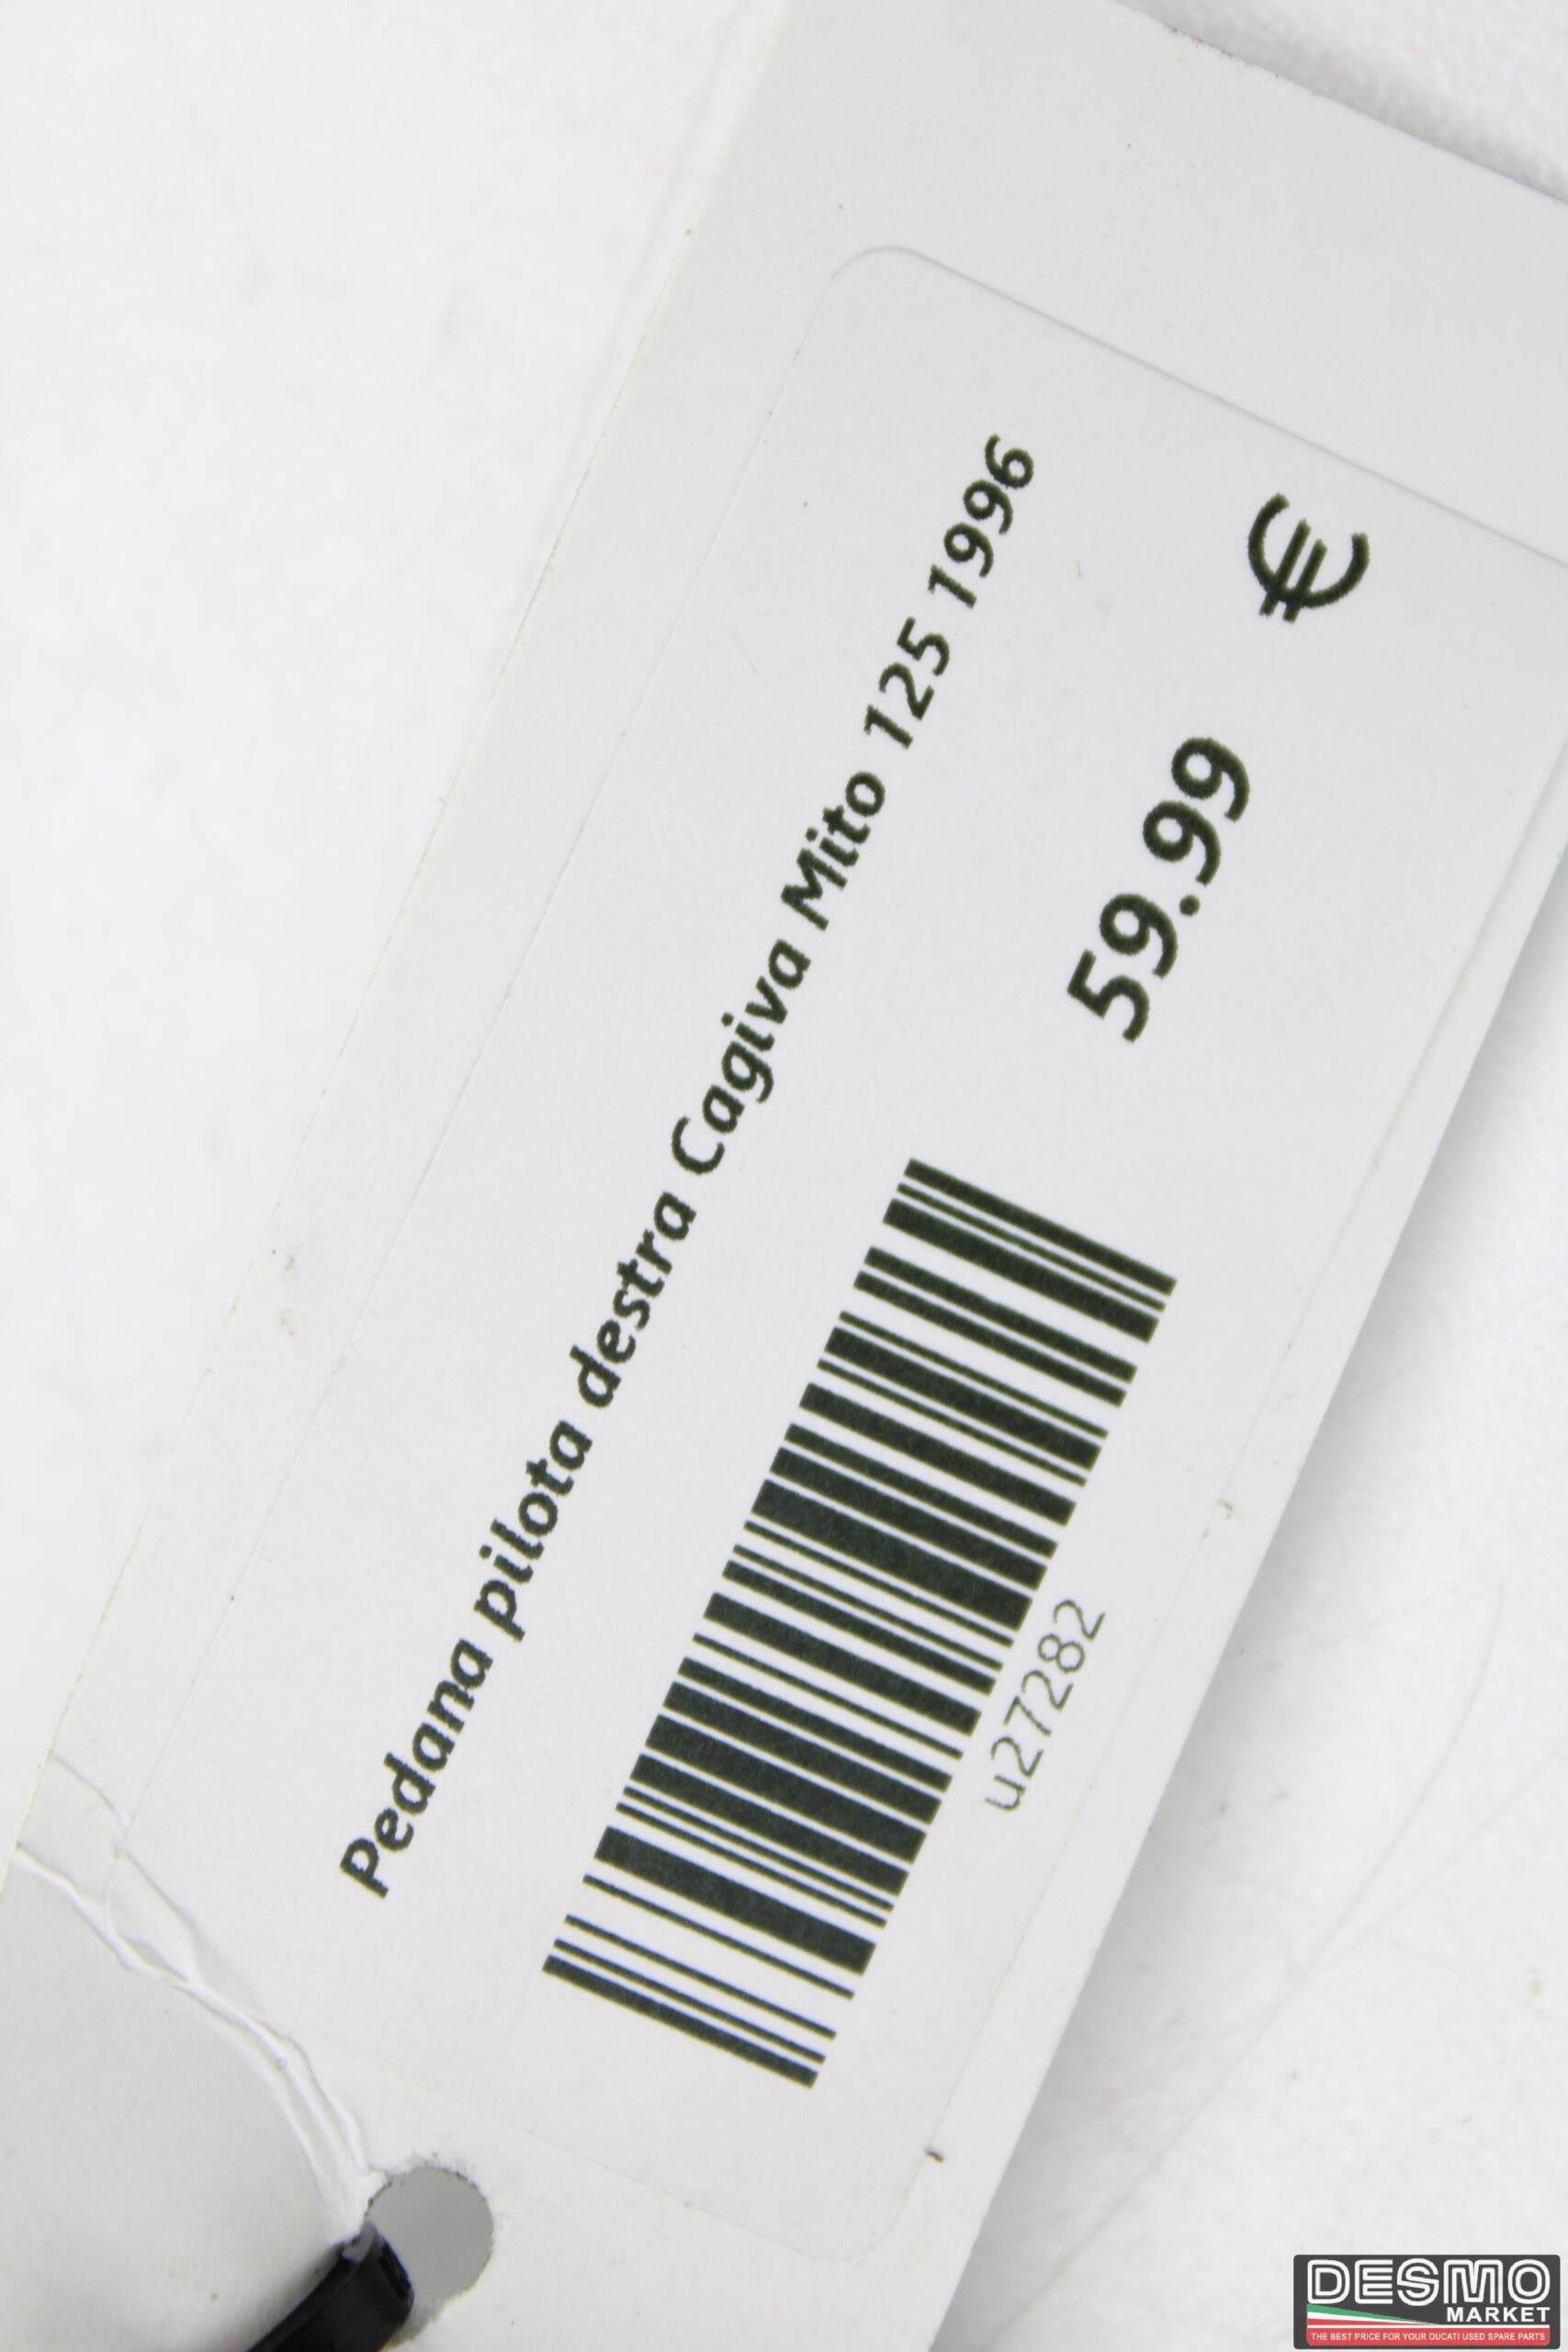 Pedana pilota destra Cagiva Mito 125 1996
59.99 €
u27282
DESMO
MARKET
THE BEST PRICE FOR YOUR DUCATI USED SPARE PARTS